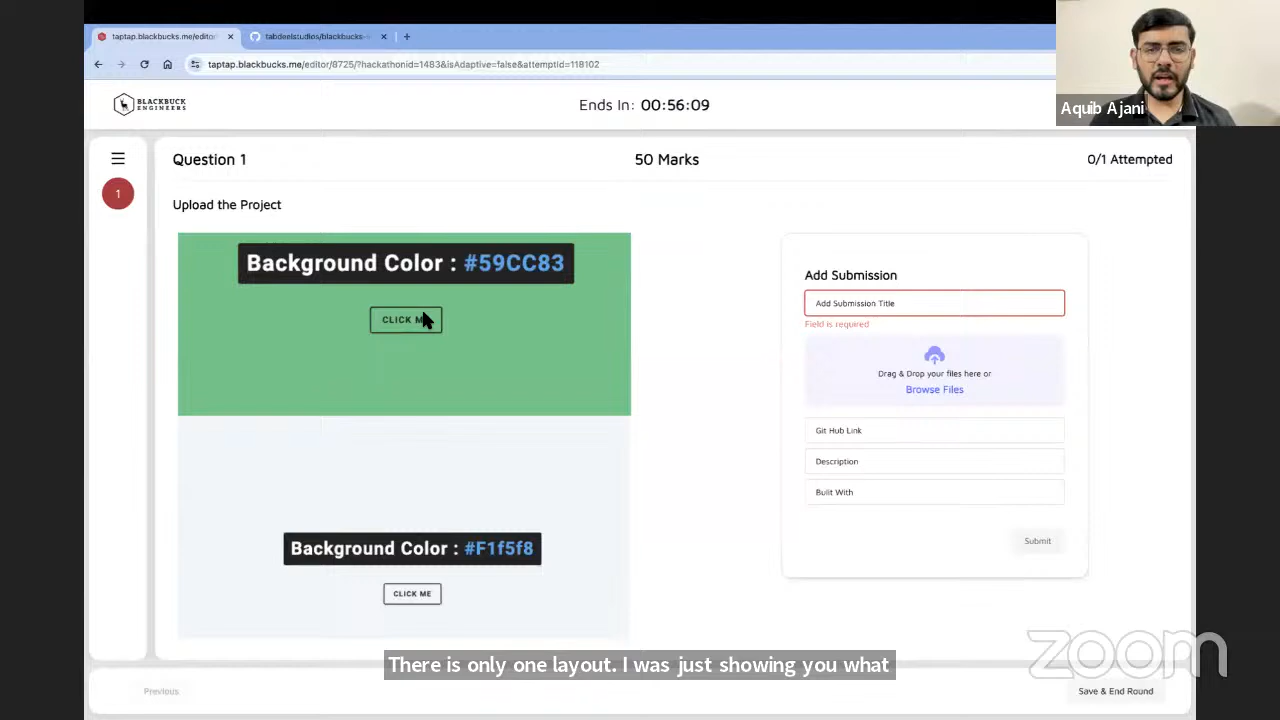 taptap.blackbucks.me/editor
tabdeelstudios/blackbucks-
taptap.blackbucks.me/editor/8725/?hackathonid=1483&isAdaptive=false&attemptid=118102
BLACKBUCK
ENGINEERS
Ends In: 00:56:09
Aquib Ajani
1
Question 1
50 Marks
0/1 Attempted
Upload the Project
Background Color : #59CC83
CLICK M
Background Color : #F1f5f8
CLICK ME
Add Submission
Add Submission Title
Field is required
Drag & Drop your files here or
Browse Files
Git Hub Link
Description
Built With
Submit
zoom
There is only one layout. I was just showing you what
Previous
Save & End Round